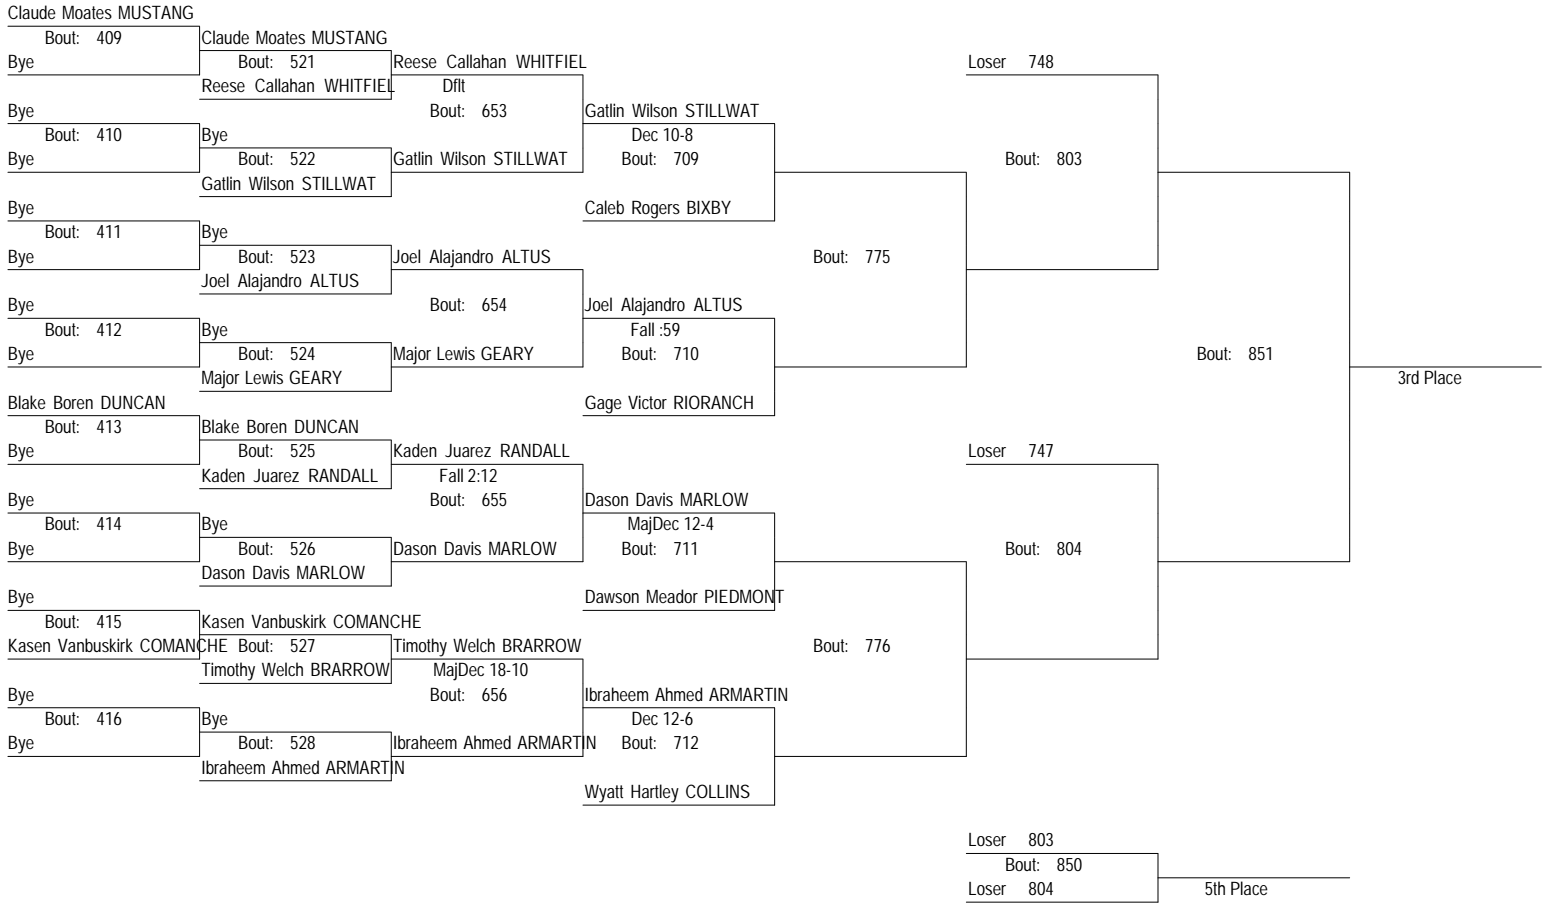 Claude Moates MUSTANG
Bout: 409
Claude Moates MUSTANG
Bye
Bout: 521
Reese Callahan WHITFIEL
Loser 748
Reese Callahan WHITFIEL
Dflt
Bye
Bout: 653
Gatlin Wilson STILLWAT
Bout: 410
Bye
Dec 10-8
Bye
Bout: 522
Gatlin Wilson STILLWAT
Bout: 709
Bout: 803
Gatlin Wilson STILLWAT
Bye
Caleb Rogers BIXBY
Bout: 411
Bye
Bye
Bout: 523
Joel Alajandro ALTUS
Bout: 775
Joel Alajandro ALTUS
Bye
Bout: 654
Joel Alajandro ALTUS
Bout: 412
Bye
Fall :59
Bye
Bout: 524
Major Lewis GEARY
Bout: 710
Bout: 851
Major Lewis GEARY
3rd Place
Blake Boren DUNCAN
Gage Victor RIORANCH
Bout: 413
Blake Boren DUNCAN
Bye
Bout: 525
Kaden Juarez RANDALL
Loser 747
Kaden Juarez RANDALL
Fall 2:12
Bye
Bout: 655
Dason Davis MARLOW
Bout: 414
Bye
MajDec 12-4
Bye
Bout: 526
Dason Davis MARLOW
Bout: 711
Bout: 804
Dason Davis MARLOW
Bye
Dawson Meador PIEDMONT
Bout: 415
Kasen Vanbuskirk COMANCHE
Kasen Vanbuskirk COMANCHE
Bout: 527
Timothy Welch BRARROW
Bout: 776
Timothy Welch BRARROW
MajDec 18-10
Bye
Bout: 656
Ibraheem Ahmed ARMARTIN
Bout: 416
Bye
Dec 12-6
Bye
Bout: 528
Ibraheem Ahmed ARMARTIN
Bout: 712
Ibraheem Ahmed ARMARTIN
Wyatt Hartley COLLINS
Loser 803
Bout: 850
Loser 804
5th Place